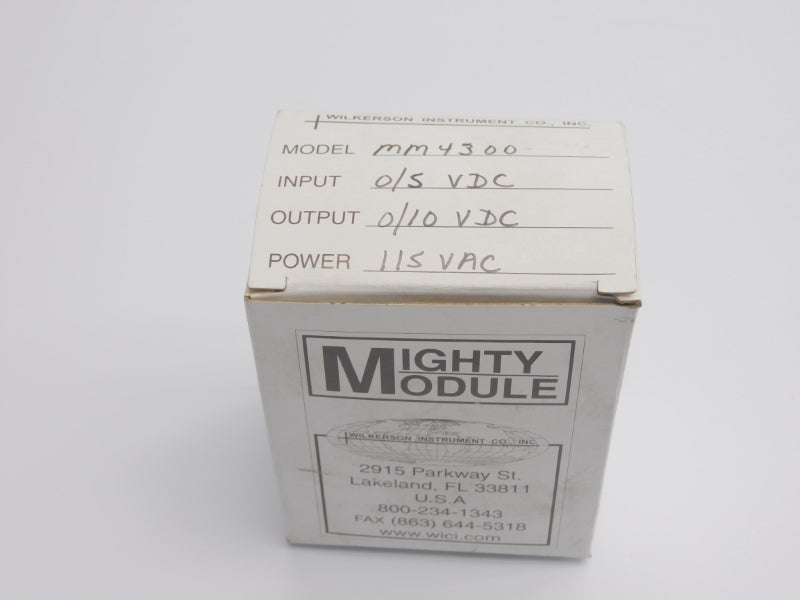 WILKERSON INSTRUMENT CO., INC.
MODEL MM4300
INPUT 0/5 VDC
OUTPUT 0/10 VDC
POWER 115 VAC
MIGHTY
MODULE
WILKERSON INSTRUMENT CO., INC.
2915 Parkway St.
Lakeland, FL 33811
U.S.A
800-234-1343
FAX (863) 644-5318
www.wici.com